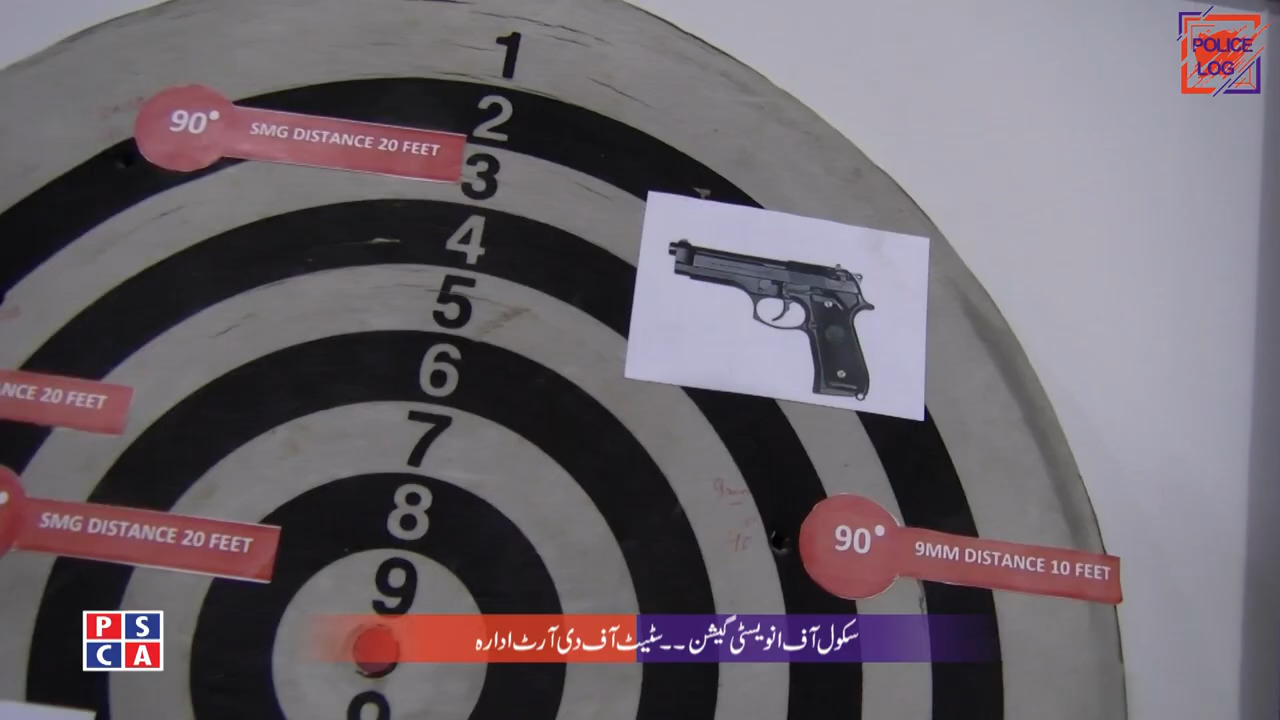 POLICE
LOG
1
2
90° SMG DISTANCE 20 FEET
3
4
5
6
NCE 20 FEET
7
8
SMG DISTANCE 20 FEET
9mm
90° 9MM DISTANCE 10 FEET
9
سکول آف انویسٹی گیشن ۔۔سٹیٹ آف دی آرٹ ادارہ
P S
C A